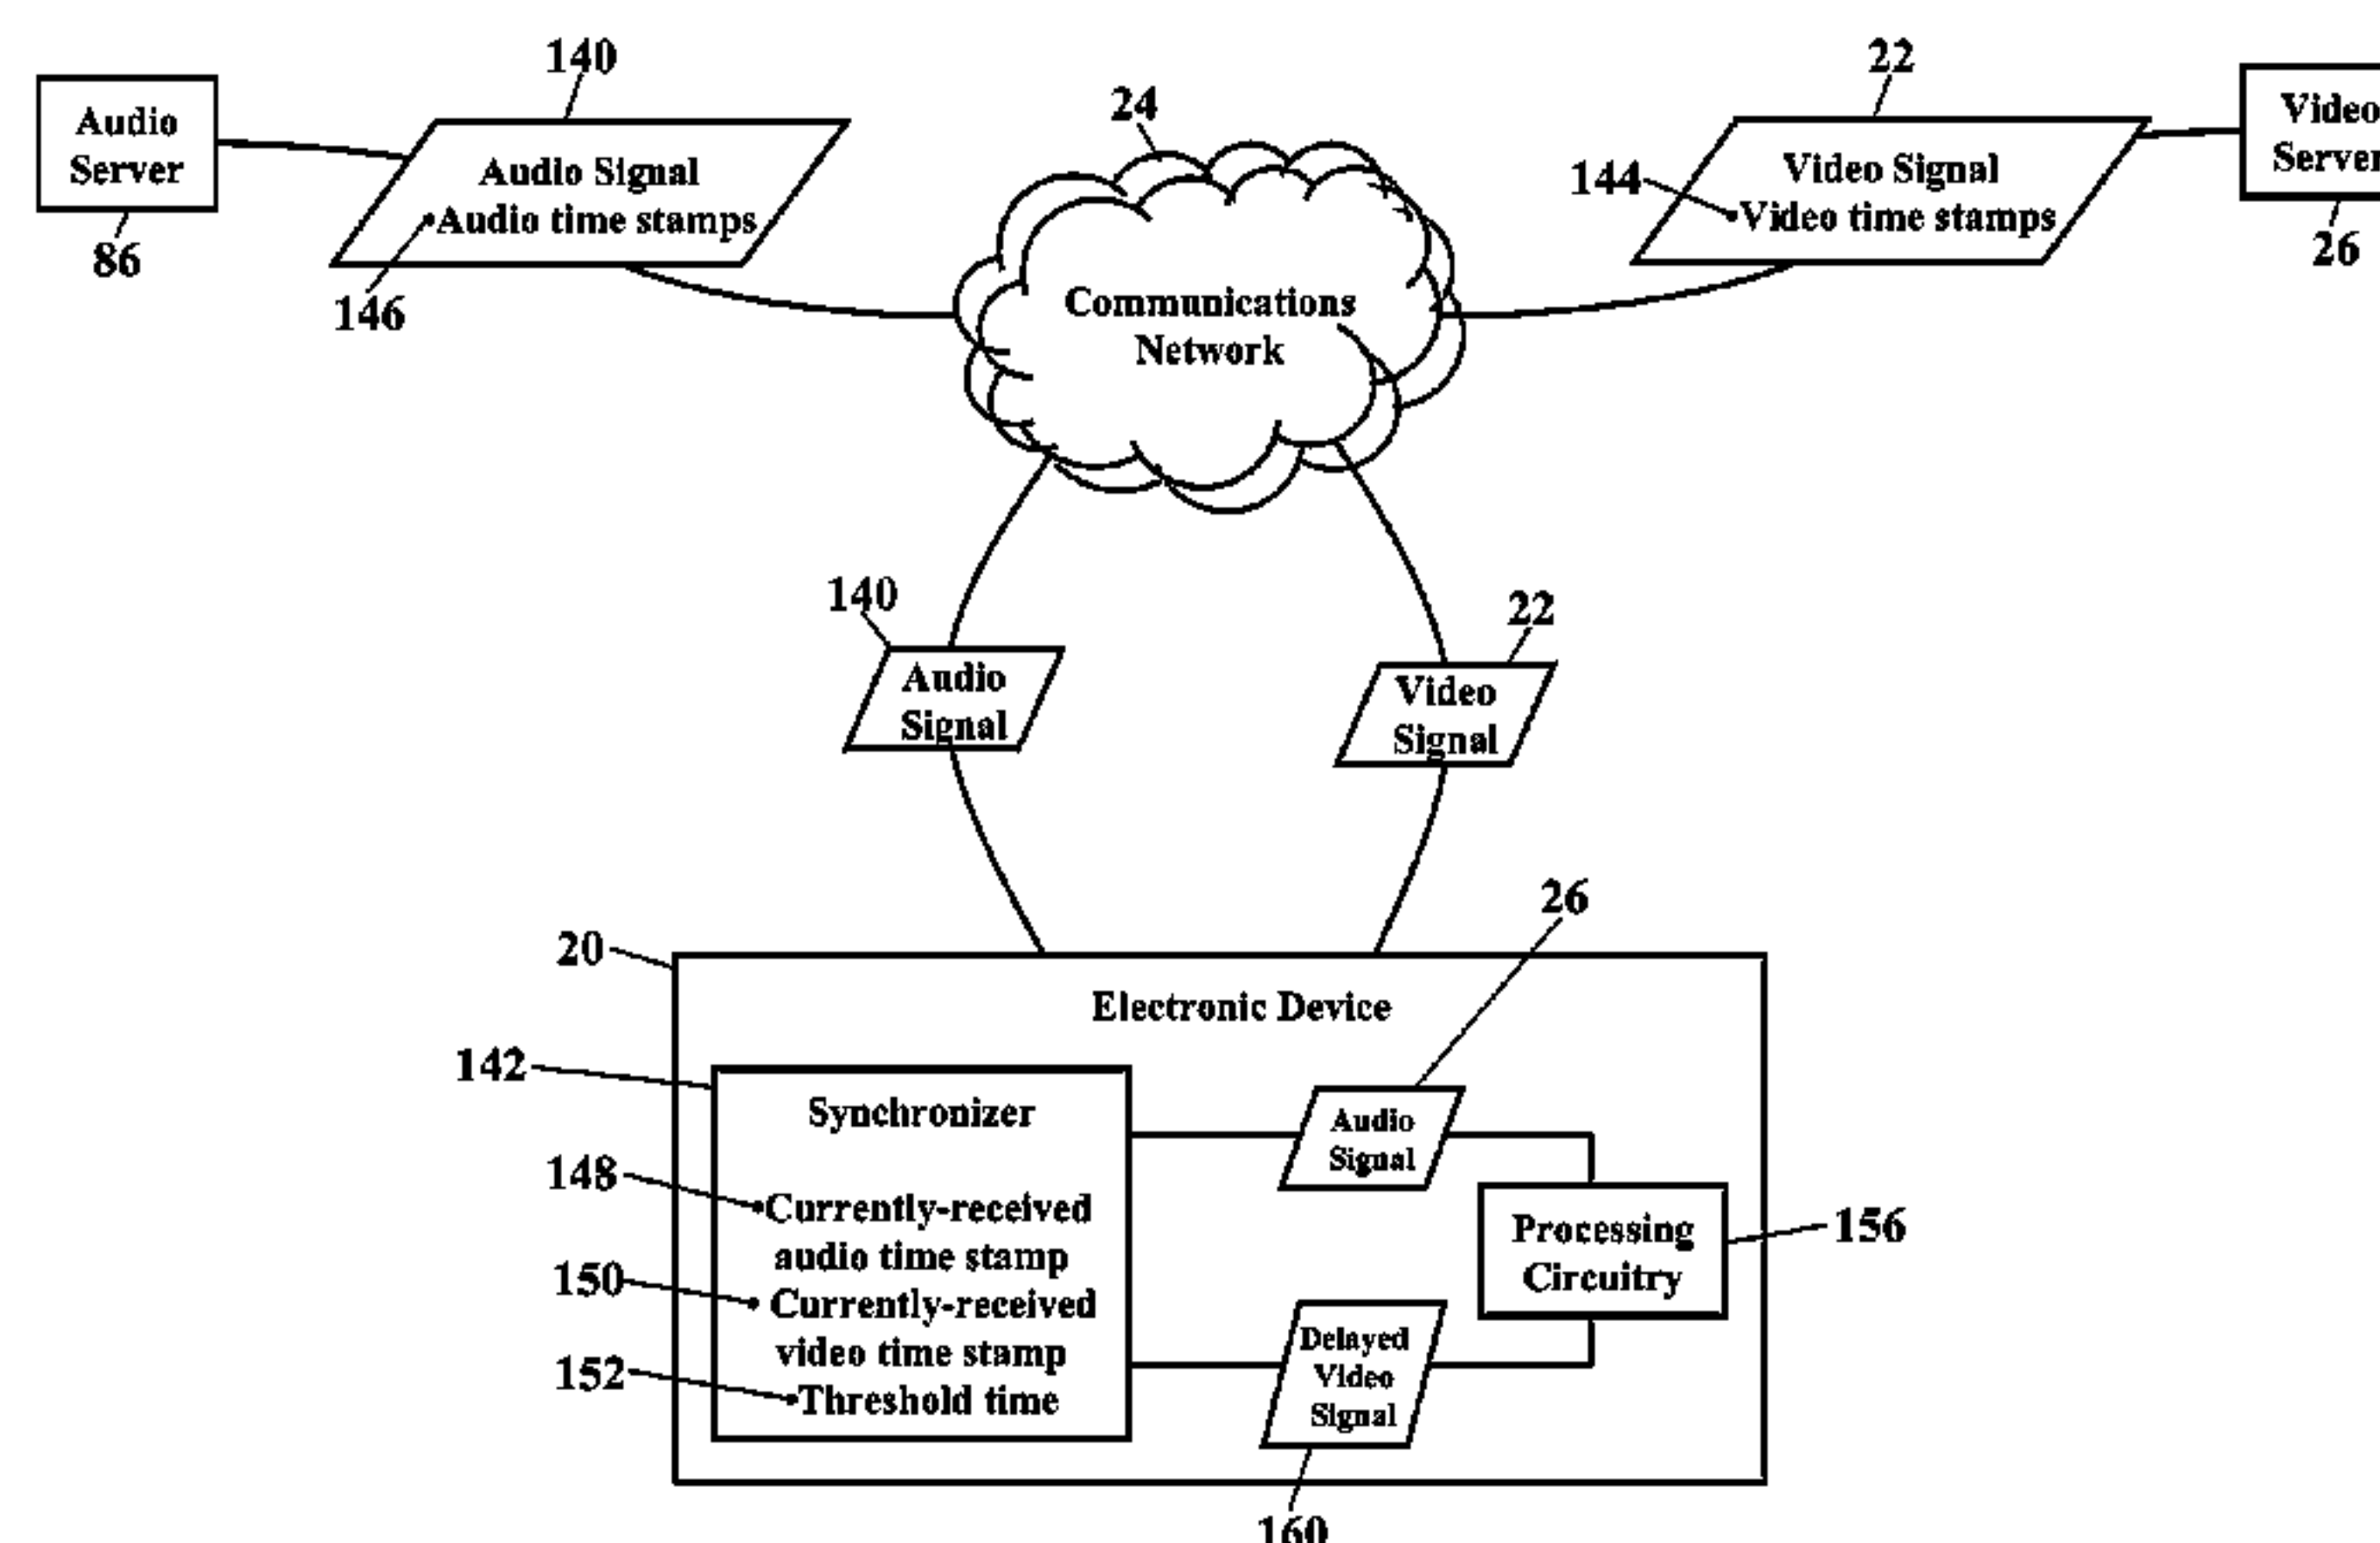 140
22
Audio
Server
86
Audio Signal
•Audio time stamps
146
24
Communications
Network
144
Video Signal
•Video time stamps
Video
Server
26
140
Audio
Signal
22
Video
Signal
20
Electronic Device
26
142
Synchronizer
148
•Currently-received
audio time stamp
150
• Currently-received
video time stamp
152
•Threshold time
Audio
Signal
Processing
Circuitry
156
Delayed
Video
Signal
160